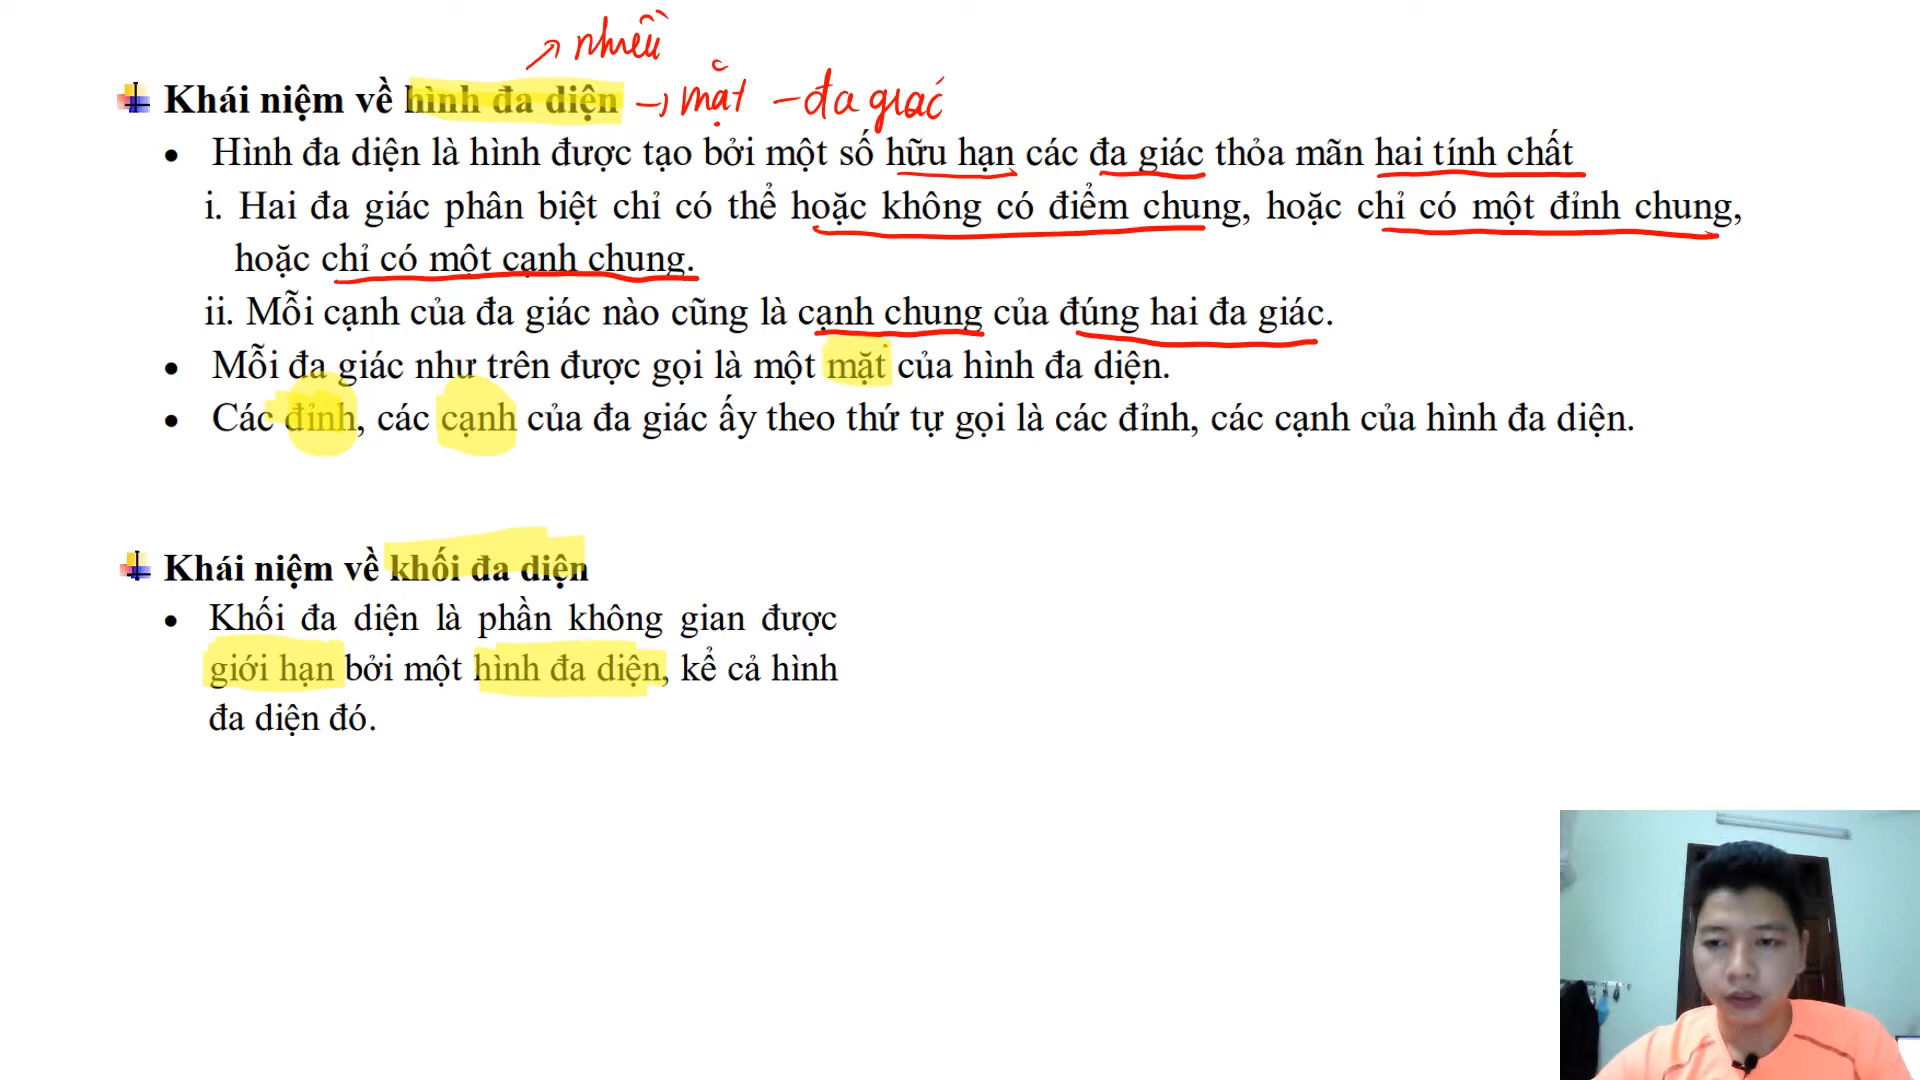 nhiều
Khái niệm về hình đa diện → mặt – đa giác
Hình đa diện là hình được tạo bởi một số hữu hạn các đa giác thỏa mãn hai tính chất
i. Hai đa giác phân biệt chỉ có thể hoặc không có điểm chung, hoặc chỉ có một đỉnh chung,
hoặc chỉ có một cạnh chung.
ii. Mỗi cạnh của đa giác nào cũng là cạnh chung của đúng hai đa giác.
Mỗi đa giác như trên được gọi là một mặt của hình đa diện.
Các đỉnh, các cạnh của đa giác ấy theo thứ tự gọi là các đỉnh, các cạnh của hình đa diện.
Khái niệm về khối đa diện
Khối đa diện là phần không gian được
giới hạn bởi một hình đa diện, kể cả hình
đa diện đó.